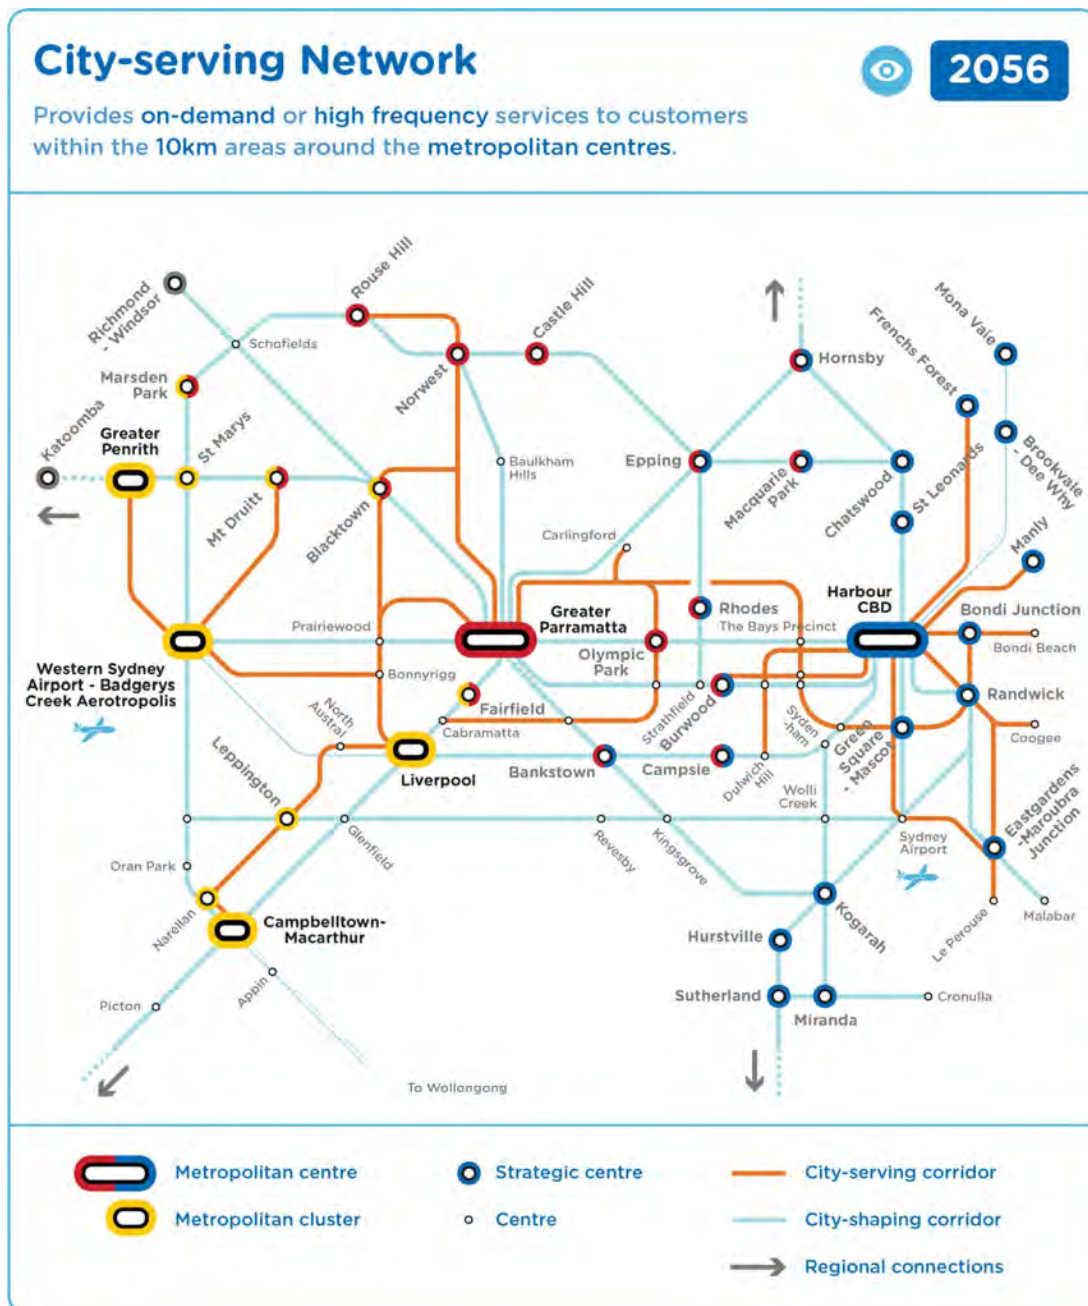 City-serving Network
2056
Provides on-demand or high frequency services to customers
within the 10km areas around the metropolitan centres.
Richmond
- Windsor
Rouse Hill
Schofields
Castle Hill
Norwest
Hornsby
Mona Vale
Frenchs Forest
Marsden
Park
Katoomba
Greater
Penrith
St Marys
Mt Druitt
Blacktown
Baulkham
Hills
Epping
Macquarie
Park
Chatswood
St Leonards
Brookvale
- Dee Why
Manly
Carlingford
Prairiewood
Greater
Parramatta
Rhodes
The Bays Precinct
Harbour
CBD
Bondi Junction
Bondi Beach
Western Sydney
Airport - Badgerys
Creek Aerotropolis
Bonnyrigg
Olympic
Park
Fairfield
Cabramatta
Strathfield
Burwood
Randwick
Coogee
North
Austral
Liverpool
Leppington
Bankstown
Campsie
Dulwich
Hill
Syden
-ham
Green
Square
- Mascot
Wolli
Creek
Eastgardens
-Maroubra
Junction
Glenfield
Revesby
Kingsgrove
Sydney
Airport
Oran Park
Narellan
Campbelltown-
Macarthur
Kogarah
Le Perouse
Malabar
Hurstville
Sutherland
Miranda
Cronulla
Picton
Appin
To Wollongong
Metropolitan centre
Strategic centre
City-serving corridor
Metropolitan cluster
Centre
City-shaping corridor
Regional connections